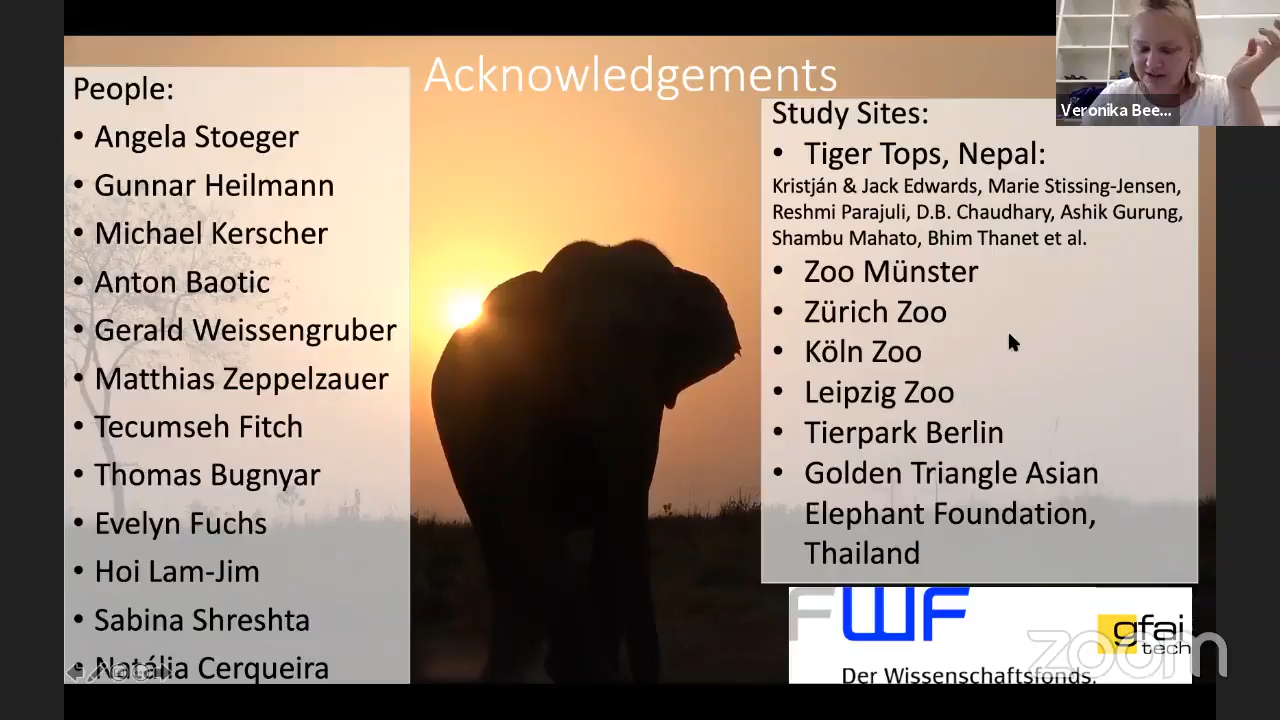 Acknowledgements
People:
• Angela Stoeger
• Gunnar Heilmann
• Michael Kerscher
• Anton Baotic
• Gerald Weissengruber
• Matthias Zeppelzauer
• Tecumseh Fitch
• Thomas Bugnyar
• Evelyn Fuchs
• Hoi Lam-Jim
• Sabina Shreshta
• Natália Cerqueira
Veronika Bee...
Study Sites:
• Tiger Tops, Nepal:
Kristján & Jack Edwards, Marie Stissing-Jensen,
Reshmi Parajuli, D.B. Chaudhary, Ashik Gurung,
Shambu Mahato, Bhim Thanet et al.
• Zoo Münster
• Zürich Zoo
• Köln Zoo
• Leipzig Zoo
• Tierpark Berlin
• Golden Triangle Asian
Elephant Foundation,
Thailand
FWF
Der Wissenschaftsfonds.
gfai
tech
zoom